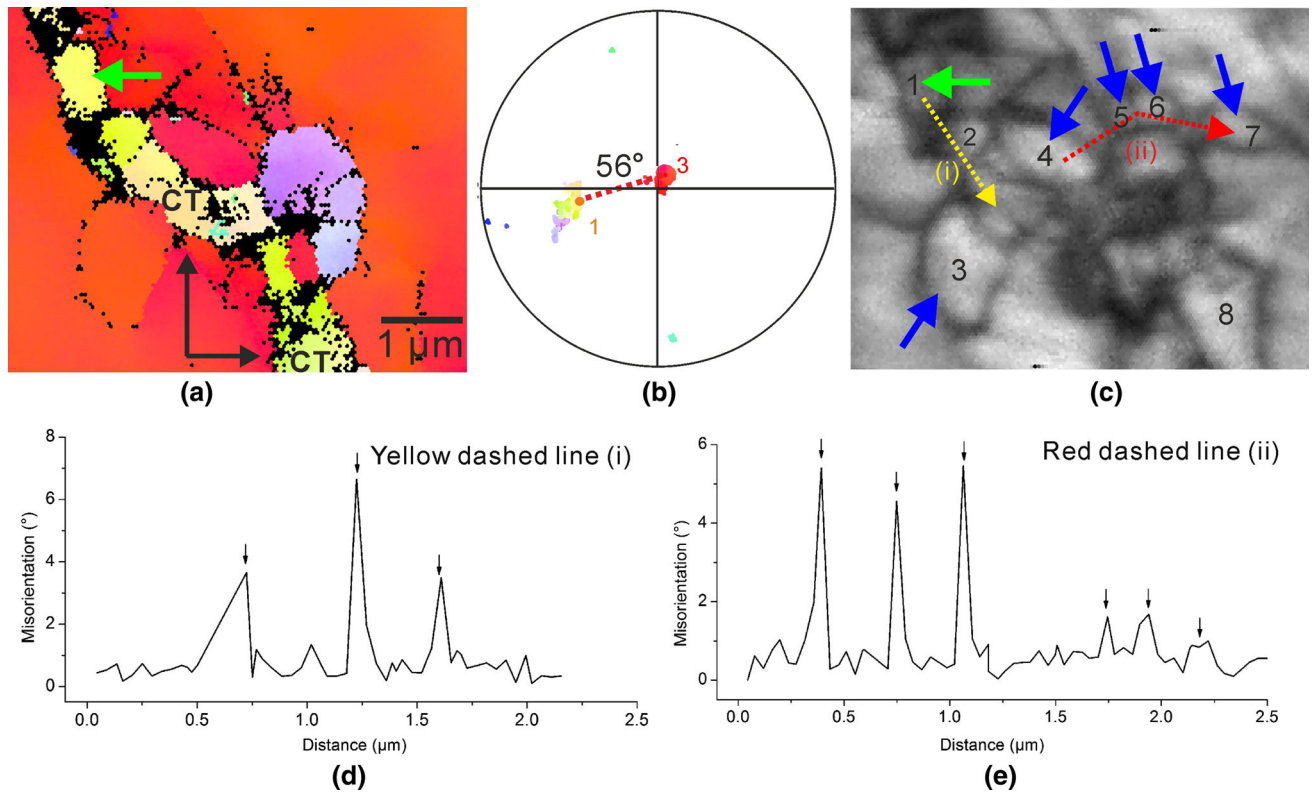 CT
CT
1 µm
(a)
56°
3
1
(b)
1
2
(i)
3
4
5
6
7
(ii)
8
(c)
Yellow dashed line (i)
Misorientation (°)
8
6
4
2
0
0.0 0.5 1.0 1.5 2.0 2.5
Distance (µm)
(d)
Red dashed line (ii)
Misorientation (°)
6
4
2
0
0.0 0.5 1.0 1.5 2.0 2.5
Distance (µm)
(e)